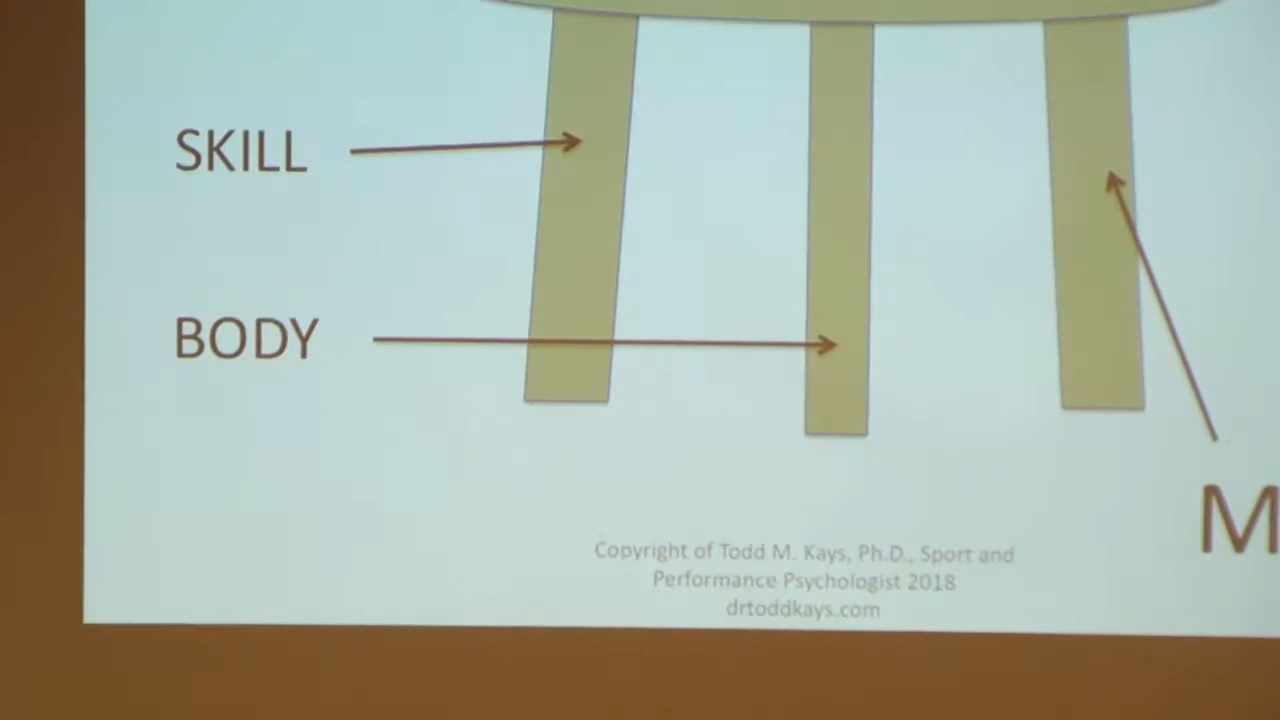 SKILL
BODY
M
Copyright of Todd M. Kays, Ph.D., Sport and
Performance Psychologist 2018
drtoddkays.com